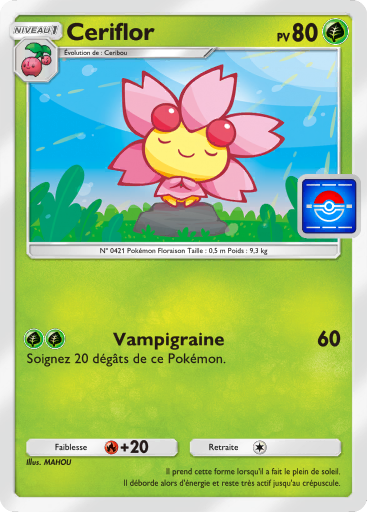 NIVEAU 1
Ceriflor
PV 80
Évolution de : Ceribou
N° 0421 Pokémon Floraison Taille : 0.5 m Poids : 9,3 kg
Vampigraine 60
Soignez 20 dégâts de ce Pokémon.
Faiblesse +20 Retraite
Illus. MAHOU
Il prend cette forme lorsqu'il a fait le plein de soleil.
Il déborde alors d'énergie et reste très actif jusqu'au crépuscule.